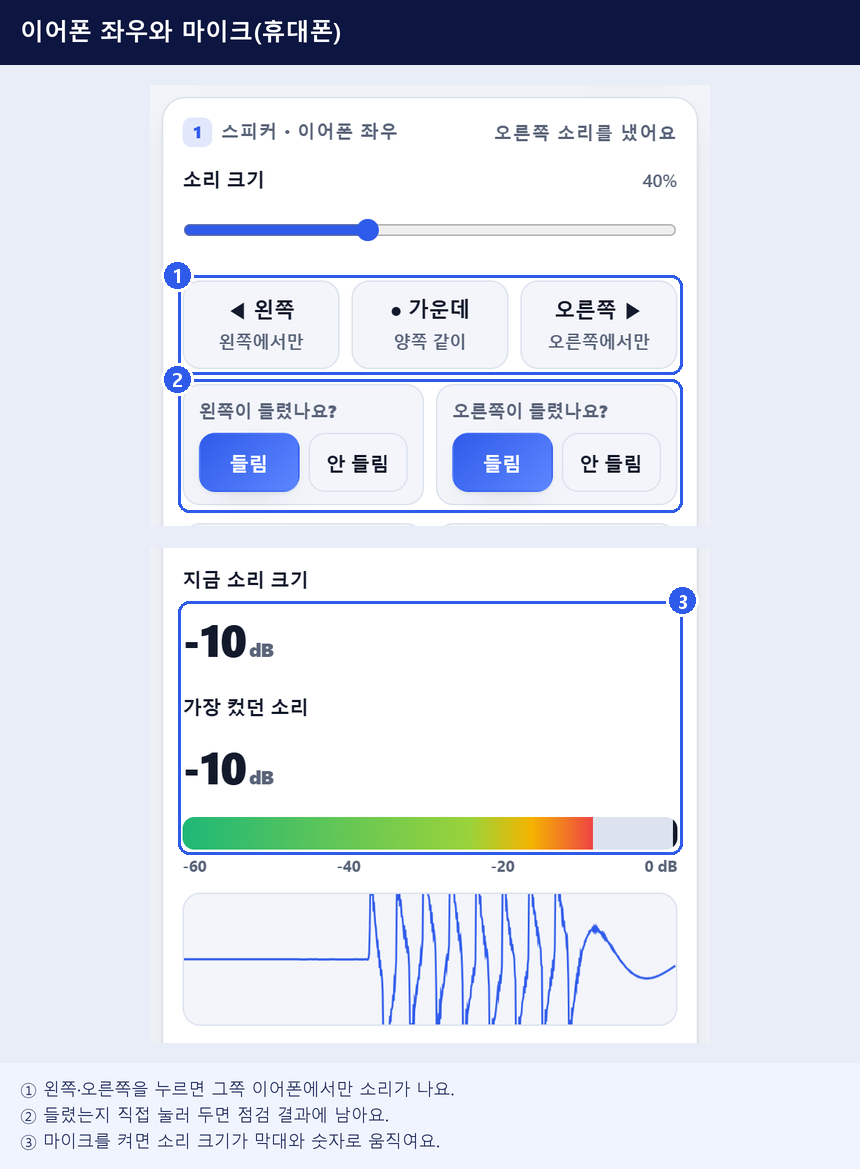 이어폰 좌우와 마이크(휴대폰)
1 스피커 · 이어폰 좌우 오른쪽 소리를 냈어요
소리 크기 40%
1
◀ 왼쪽 ● 가운데 오른쪽 ▶
왼쪽에서만 양쪽 같이 오른쪽에서만
2
왼쪽이 들렸나요? 오른쪽이 들렸나요?
들림 안 들림 들림 안 들림
지금 소리 크기
3
-10 dB
가장 컸던 소리
-10 dB
-60 -40 -20 0 dB
① 왼쪽·오른쪽을 누르면 그쪽 이어폰에서만 소리가 나요.
② 들렸는지 직접 눌러 두면 점검 결과에 남아요.
③ 마이크를 켜면 소리 크기가 막대와 숫자로 움직여요.